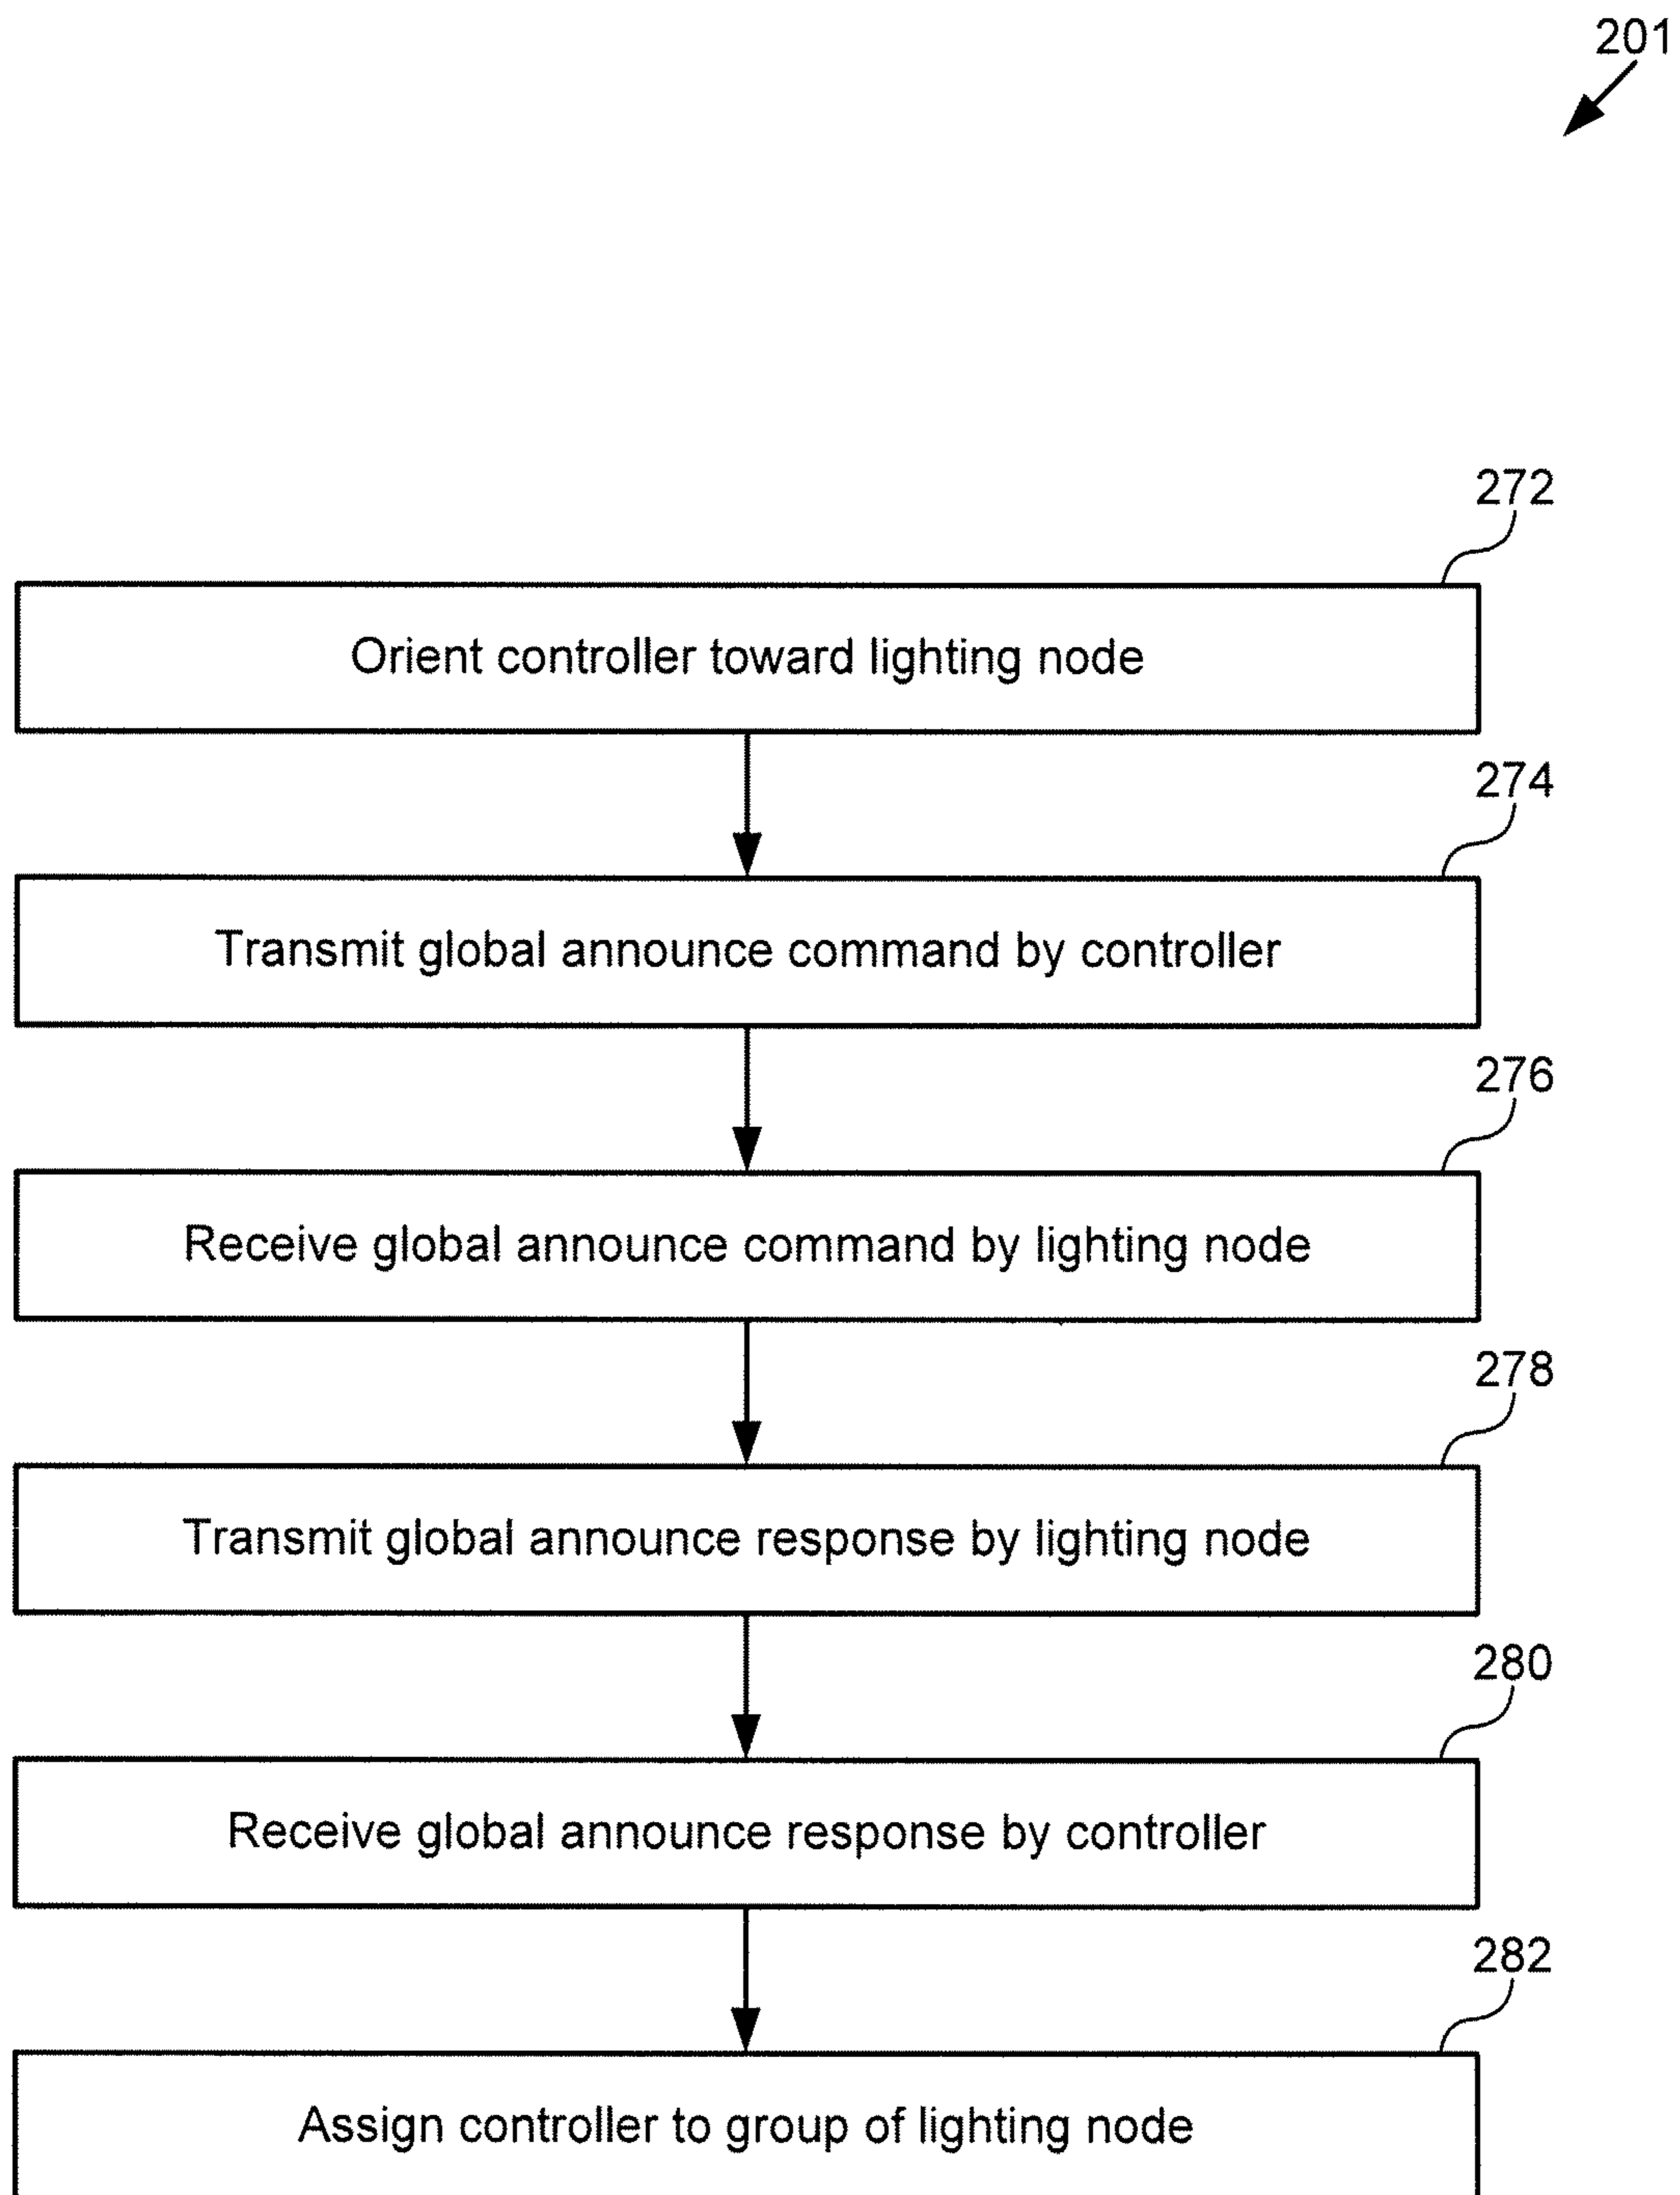 201
272
Orient controller toward lighting node
274
Transmit global announce command by controller
276
Receive global announce command by lighting node
278
Transmit global announce response by lighting node
280
Receive global announce response by controller
282
Assign controller to group of lighting node